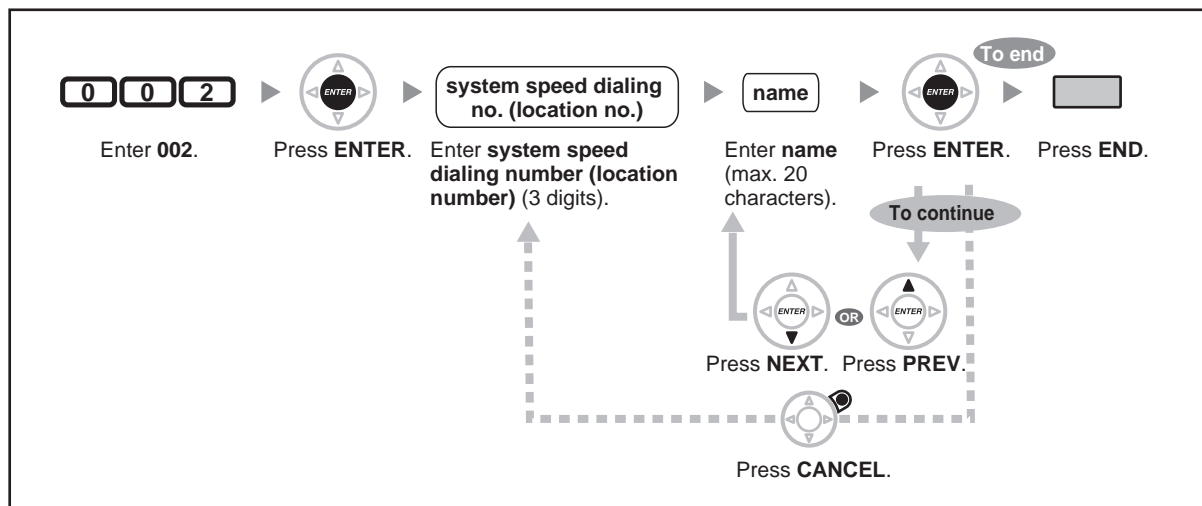 To end
0 0 2
ENTER
system speed dialing
no. (location no.)
name
ENTER
Enter 002.
Press ENTER.
Enter system speed
dialing number (location
number) (3 digits).
Enter name
(max. 20
characters).
Press ENTER.
Press END.
To continue
ENTER
OR
ENTER
Press NEXT.
Press PREV.
Press CANCEL.